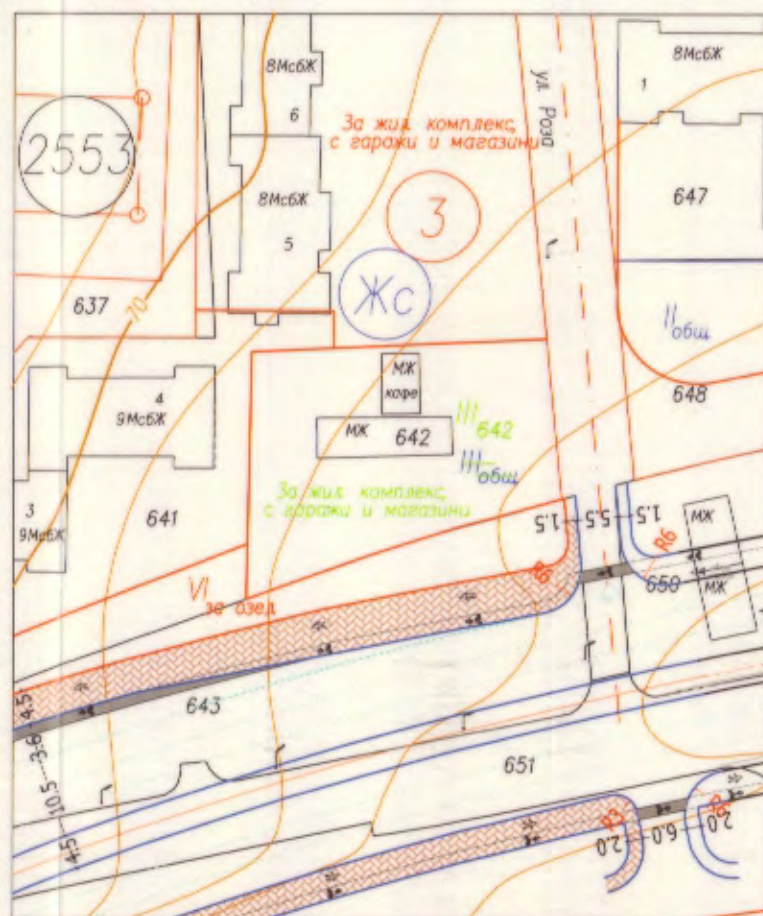 8МсбЖ
6
За жил. комплекс,
с гаражи и магазини
ул. Роза
8МсбЖ
1
2553
8МсбЖ
5
3
647
Жс
637
70
II общ
МЖ
кафе
648
4
9МсбЖ
МЖ
642
III 642
III общ
За жил. комплекс,
с гаражи и магазини
3
9МсбЖ
641
1.5-5.5-1.5
МЖ
R6
R6
650
МЖ
VI
за озел.
643
4.5-10.5-3.6-4.5
651
R3
R6
2.0-6.0-2.0